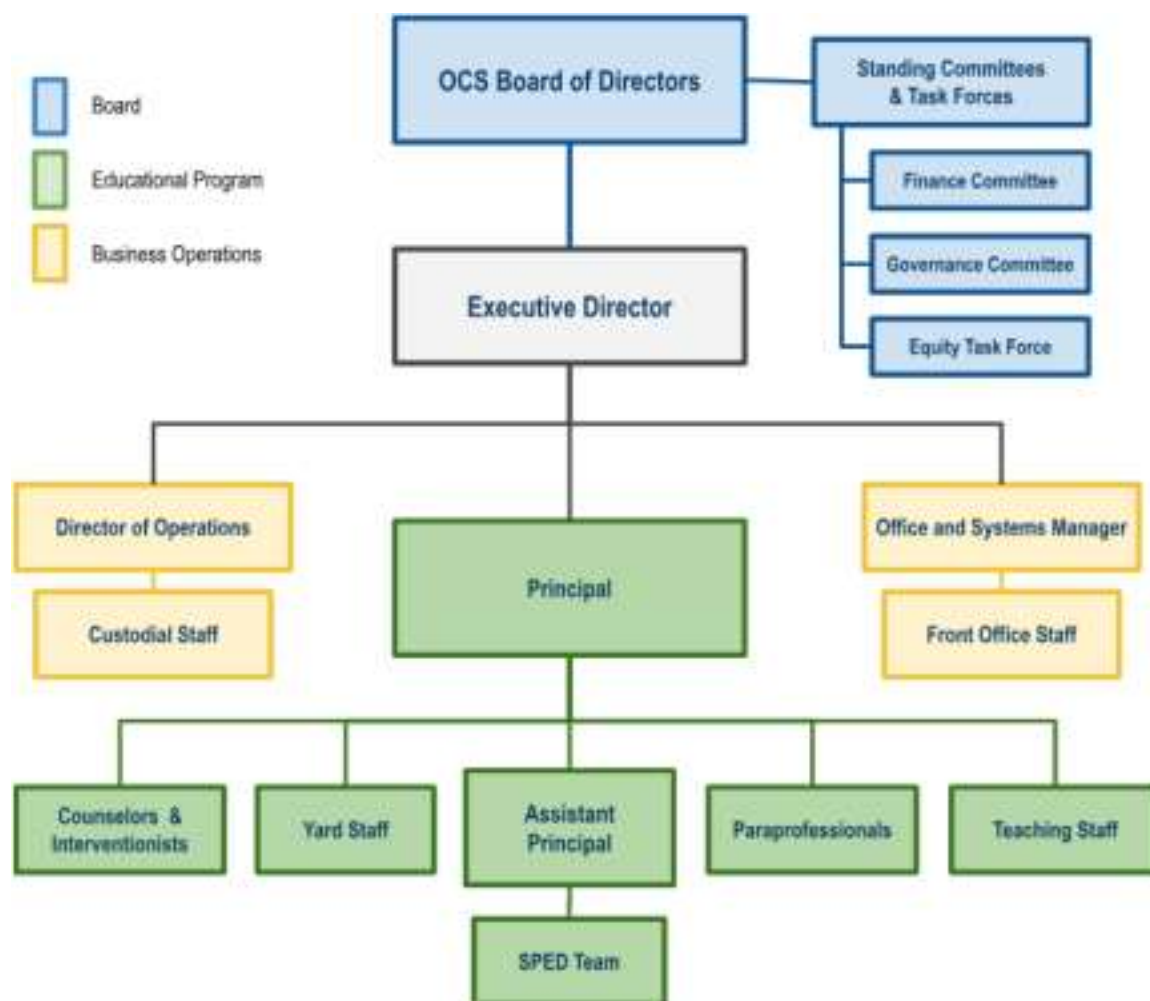 OCS Board of Directors
Standing Committees
& Task Forces
Board
Educational Program
Business Operations
Finance Committee
Governance Committee
Equity Task Force
Executive Director
Director of Operations
Office and Systems Manager
Principal
Custodial Staff
Front Office Staff
Counselors &
Interventionists
Yard Staff
Assistant
Principal
Paraprofessionals
Teaching Staff
SPED Team